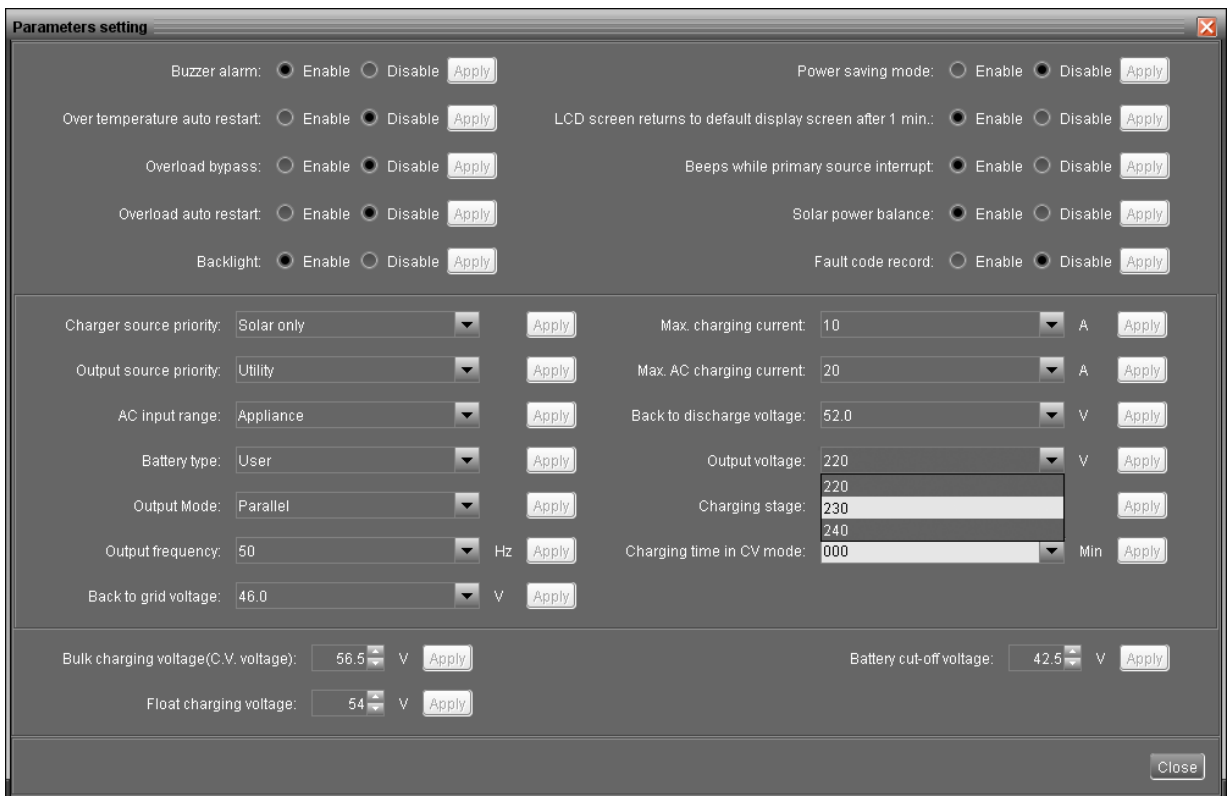 Parameters setting
Buzzer alarm: Enable Disable Apply
Power saving mode: Enable Disable Apply
Over temperature auto restart: Enable Disable Apply
LCD screen returns to default display screen after 1 min.: Enable Disable Apply
Overload bypass: Enable Disable Apply
Beeps while primary source interrupt: Enable Disable Apply
Overload auto restart: Enable Disable Apply
Solar power balance: Enable Disable Apply
Backlight: Enable Disable Apply
Fault code record: Enable Disable Apply
Charger source priority: Solar only Apply
Max. charging current: 10 A Apply
Output source priority: Utility Apply
Max. AC charging current: 20 A Apply
AC input range: Appliance Apply
Back to discharge voltage: 52.0 V Apply
Battery type: User Apply
Output voltage: 220 V Apply
220
Output Mode: Parallel Apply
Charging stage: 230 Apply
240
Output frequency: 50 Hz Apply
Charging time in CV mode: 000 Min Apply
Back to grid voltage: 46.0 V Apply
Bulk charging voltage(C.V. voltage): 56.5 V Apply
Battery cut-off voltage: 42.5 V Apply
Float charging voltage: 54 V Apply
Close